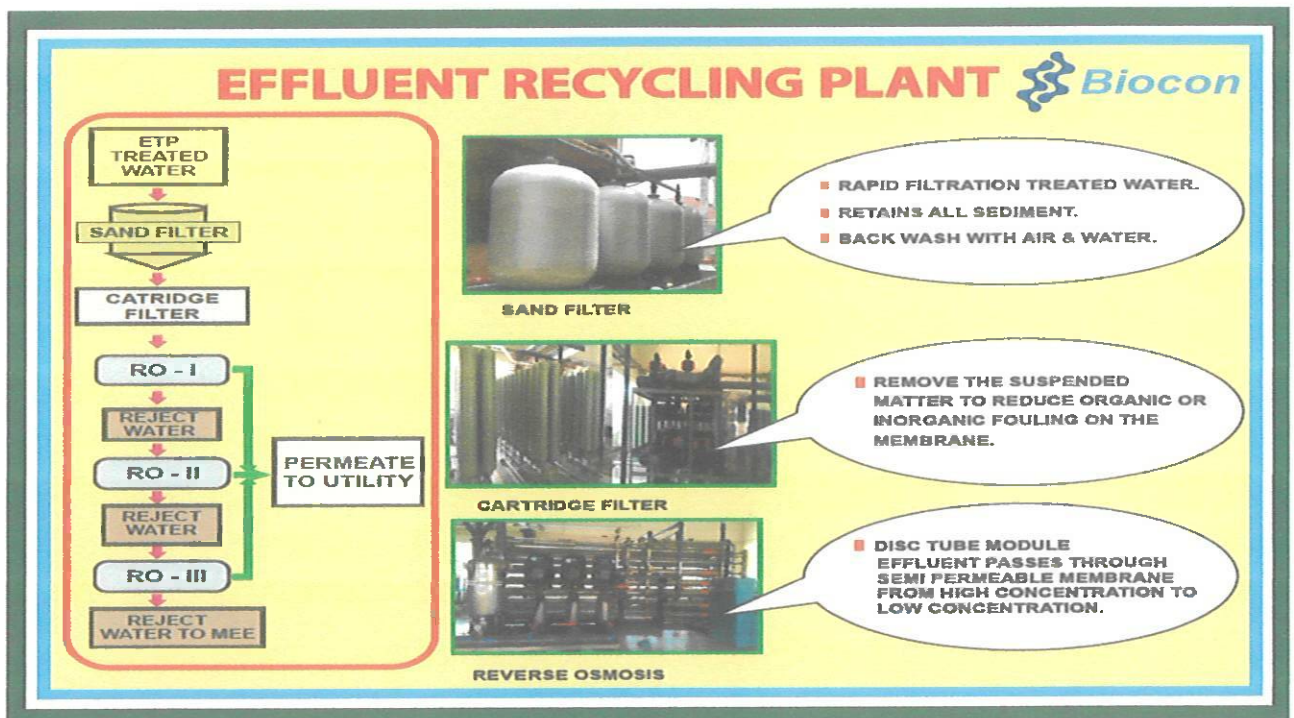 EFFLUENT RECYCLING PLANT
Biocon
ETP
TREATED
WATER
SAND FILTER
CATRIDGE
FILTER
RO - I
REJECT
WATER
RO - II
REJECT
WATER
RO - III
REJECT
WATER TO MEE
PERMEATE
TO UTILITY
SAND FILTER
RAPID FILTRATION TREATED WATER.
RETAINS ALL SEDIMENT.
BACK WASH WITH AIR & WATER.
CARTRIDGE FILTER
REMOVE THE SUSPENDED
MATTER TO REDUCE ORGANIC OR
INORGANIC FOULING ON THE
MEMBRANE.
REVERSE OSMOSIS
DISC TUBE MODULE
EFFLUENT PASSES THROUGH
SEMI PERMEABLE MEMBRANE
FROM HIGH CONCENTRATION TO
LOW CONCENTRATION.